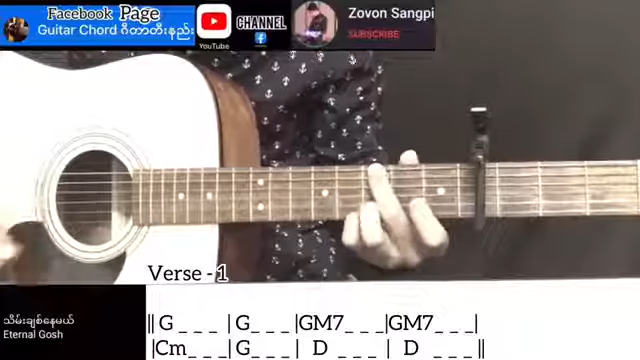 Facebook Page
Guitar Chord ဂီတာတီးနည်း
YouTube
CHANNEL
Zovon Sangpi
SUBSCRIBE
Verse - 1
သိမ်းချစ်နေမယ်
Eternal Gosh
|| G _ _ _ | G _ _ _ |GM7 _ _ _|GM7 _ _ _|
|Cm _ _ _| G _ _ _ | D _ _ _ | D _ _ _ ||